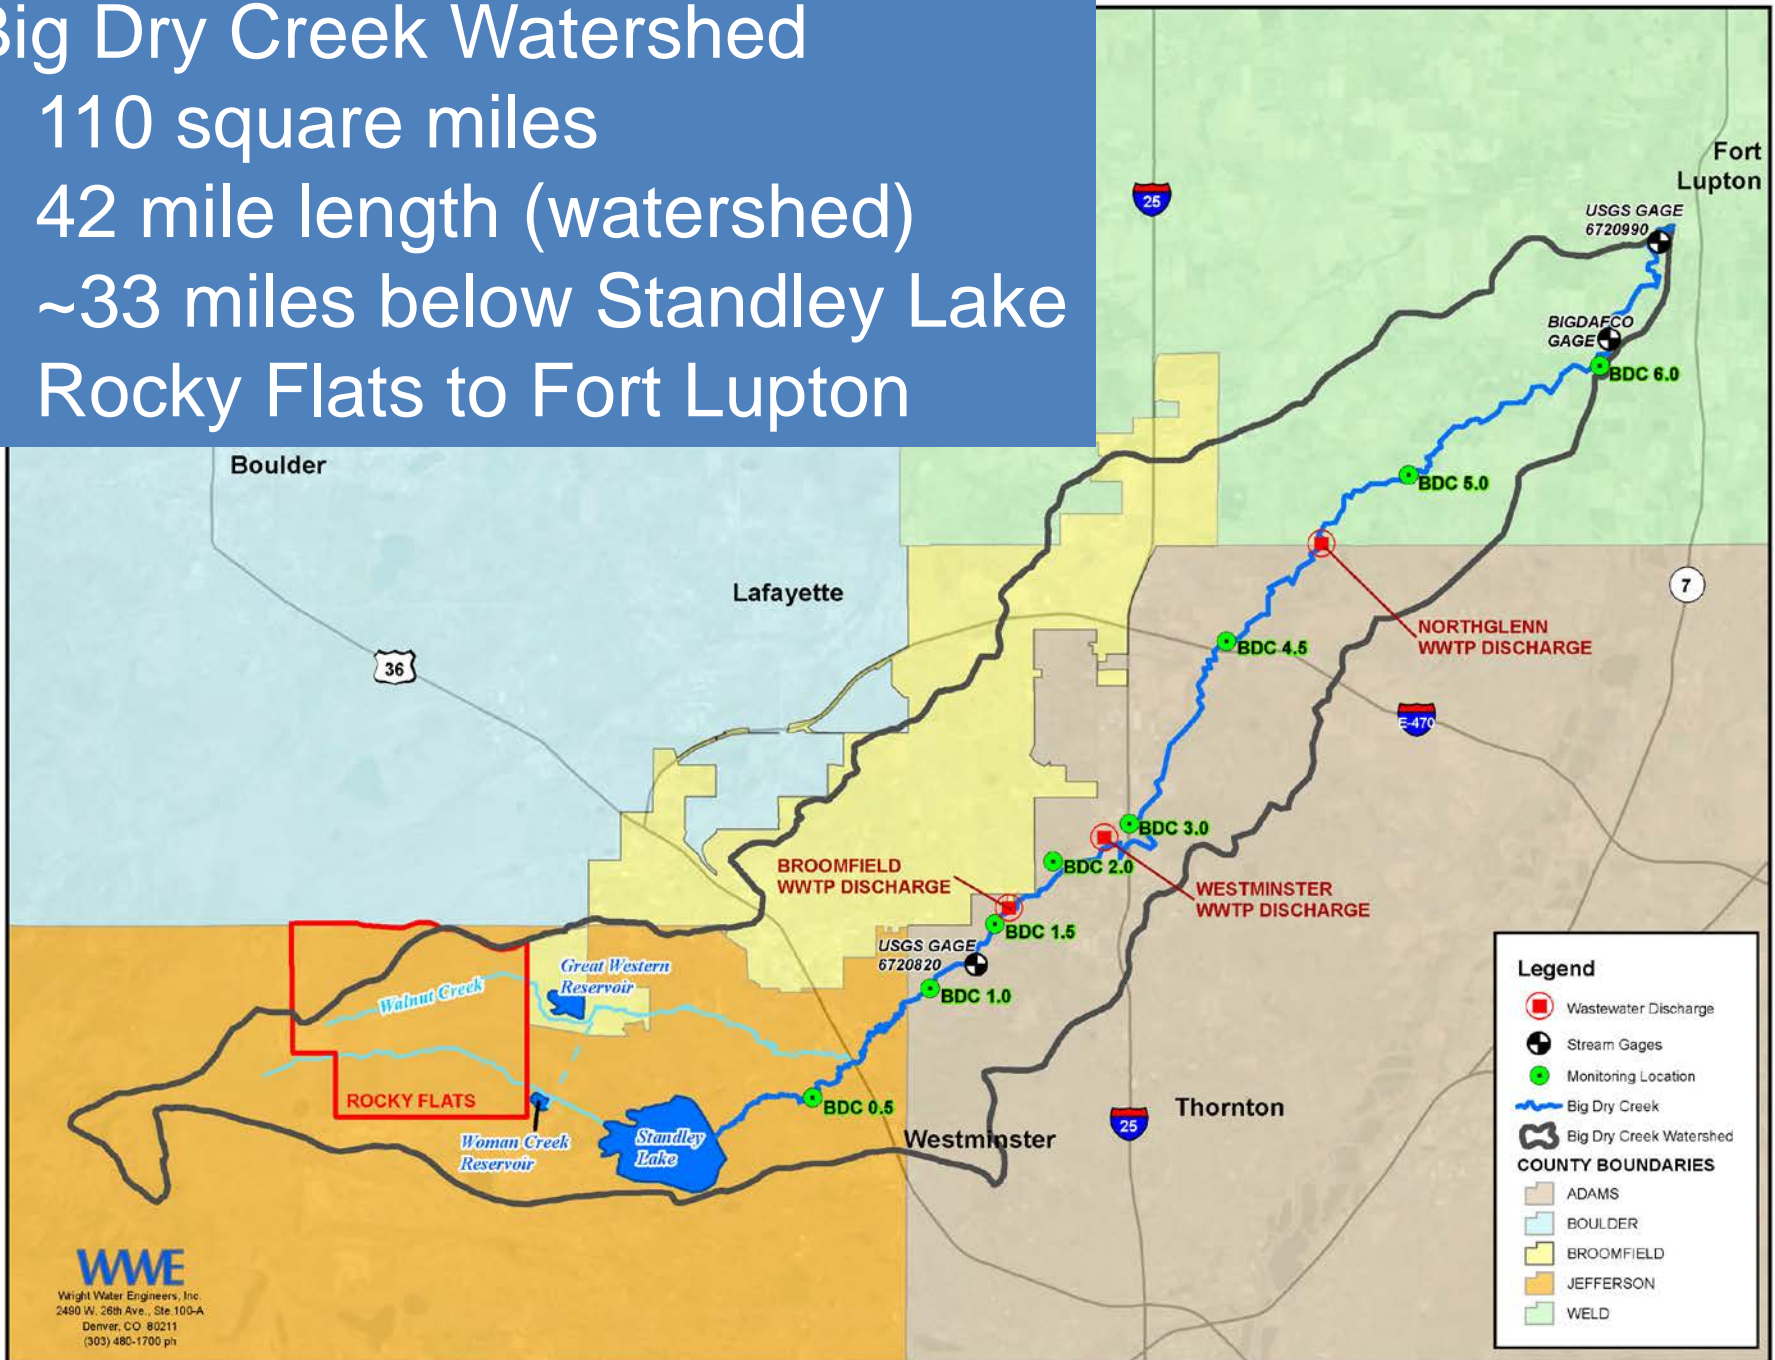 Big Dry Creek Watershed
110 square miles
42 mile length (watershed)
~33 miles below Standley Lake
Rocky Flats to Fort Lupton
25
Fort
Lupton
USGS GAGE
6720990
BIGDAFCO
GAGE
BDC 6.0
Boulder
BDC 5.0
Lafayette
7
36
BDC 4.5
NORTHGLENN
WWTP DISCHARGE
E-470
BDC 3.0
BROOMFIELD
WWTP DISCHARGE
BDC 2.0
WESTMINSTER
WWTP DISCHARGE
BDC 1.5
USGS GAGE
6720820
BDC 1.0
Great Western
Reservoir
Walnut Creek
ROCKY FLATS
BDC 0.5
Woman Creek
Reservoir
Standley
Lake
Westminster
Thornton
25
Legend
Wastewater Discharge
Stream Gages
Monitoring Location
Big Dry Creek
Big Dry Creek Watershed
COUNTY BOUNDARIES
ADAMS
BOULDER
BROOMFIELD
JEFFERSON
WELD
WWE
Wright Water Engineers, Inc.
2490 W. 26th Ave., Ste.100-A
Denver, CO 80211
(303) 480-1700 ph